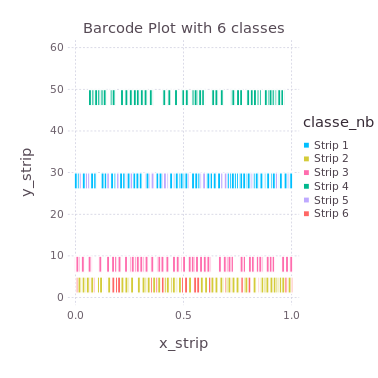 Barcode Plot with 6 classes
60
50
40
30
20
10
0
0.0
0.5
1.0
y_strip
x_strip
classe_nb
Strip 1
Strip 2
Strip 3
Strip 4
Strip 5
Strip 6